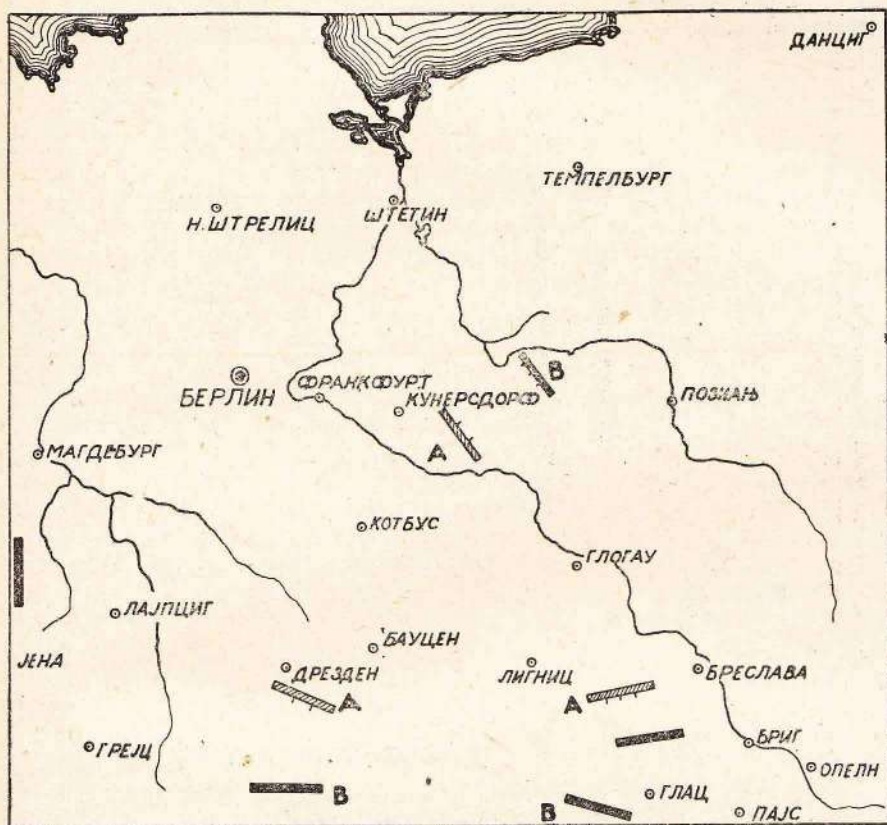 ДАНЦИГ
ТЕМПЕЛБУРГ
Н. ШТРЕЛИЦ
ШТЕТИН
В
БЕРЛИН
ФРАНКФУРТ
КУНЕРСДОРФ
ПОЗНАЊ
А
МАГДЕБУРГ
КОТБУС
ГЛОГАУ
ЛАЈПЦИГ
БАУЦЕН
ЈЕНА
ДРЕЗДЕН
ЛИГНИЦ
БРЕСЛАВА
А
А
ГРЕЈЦ
БРИГ
ОПЕЛН
В
В
ГЛАЦ
ПАЈС